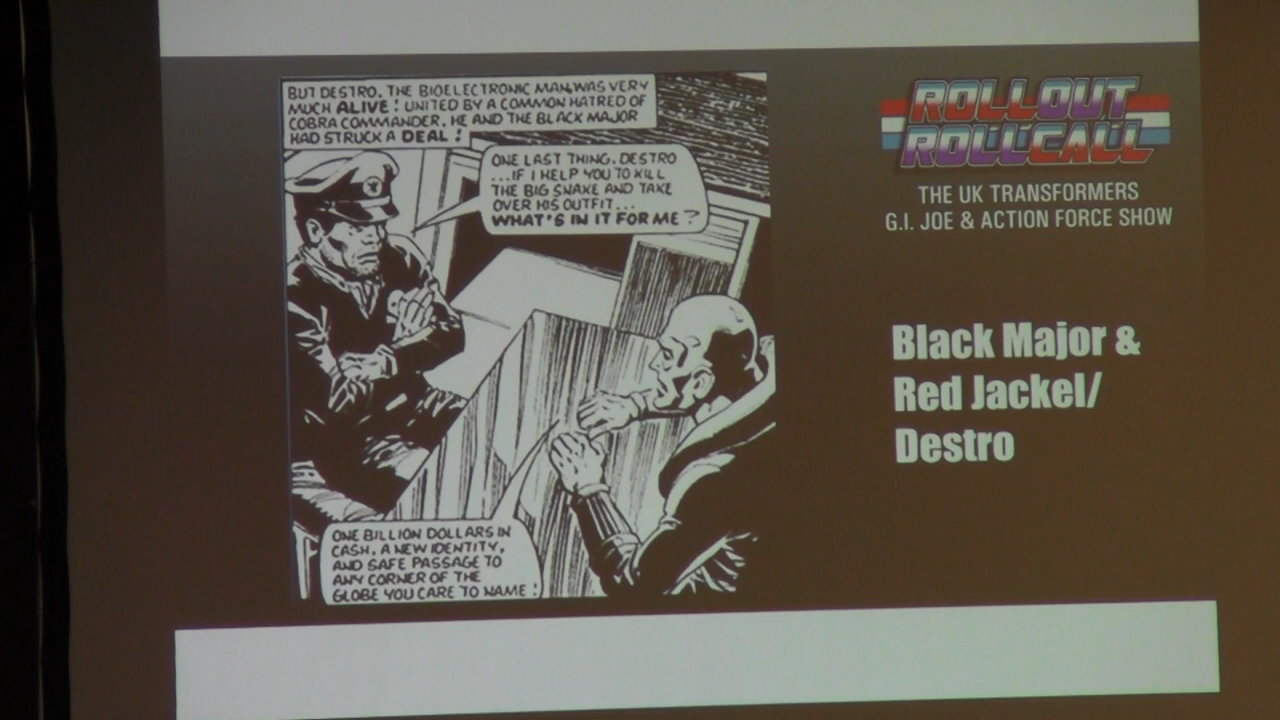 BUT DESTRO, THE BIOELECTRONIC MAN, WAS VERY
MUCH ALIVE! UNITED BY A COMMON HATRED OF
COBRA COMMANDER, HE AND THE BLACK MAJOR
HAD STRUCK A DEAL!
ONE LAST THING, DESTRO
...IF I HELP YOU TO KILL
THE BIG SNAKE AND TAKE
OVER HIS OUTFIT...
WHAT'S IN IT FOR ME?
ONE BILLION DOLLARS IN
CASH, A NEW IDENTITY,
AND SAFE PASSAGE TO
ANY CORNER OF THE
GLOBE YOU CARE TO NAME!
ROLLOUT
ROLLCALL
THE UK TRANSFORMERS
G.I. JOE & ACTION FORCE SHOW
Black Major &
Red Jackel/
Destro